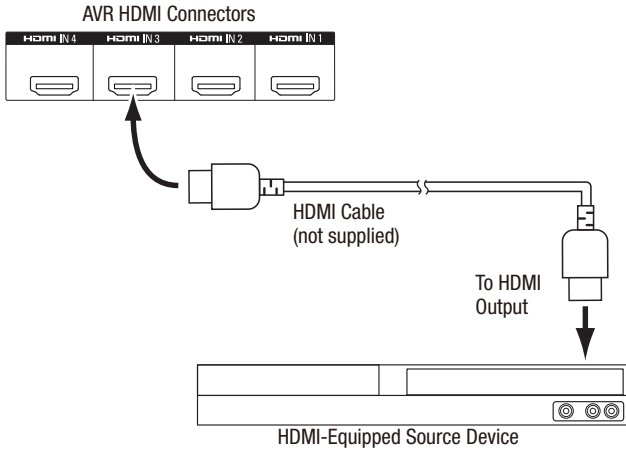 AVR HDMI Connectors
HDMI IN 4 HDMI IN 3 HDMI IN 2 HDMI IN 1
HDMI Cable
(not supplied)
To HDMI
Output
HDMI-Equipped Source Device